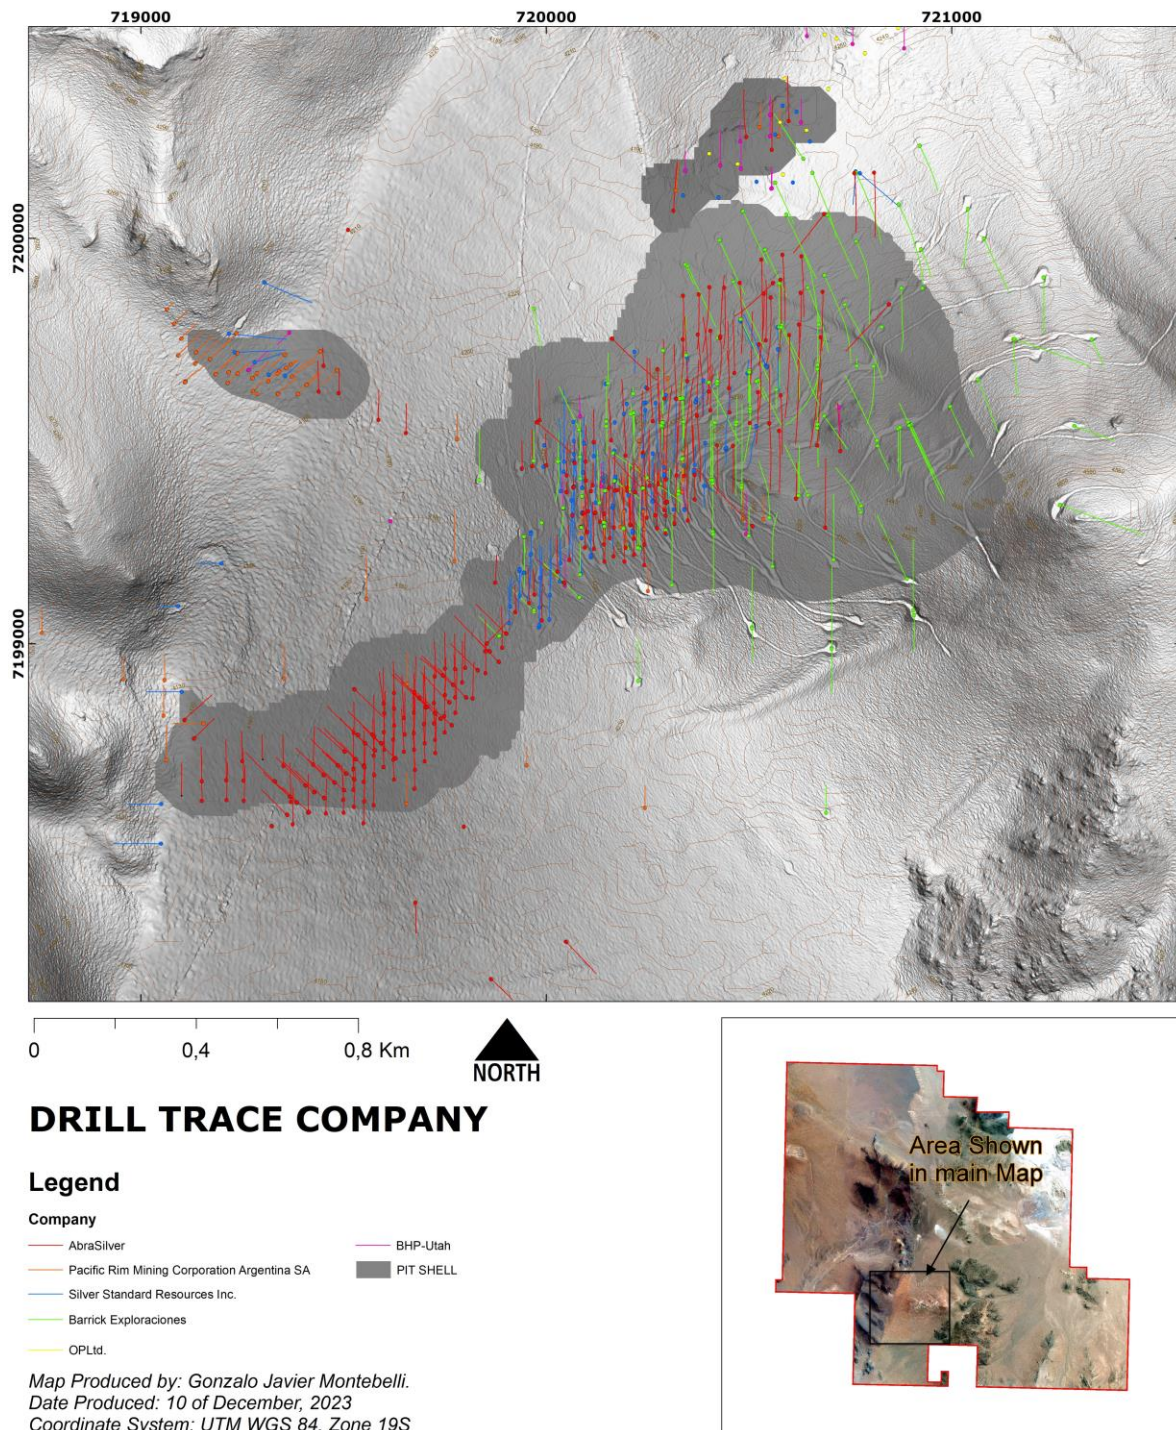 719000 720000 721000
7200000
7199000
0 0,4 0,8 Km
NORTH
DRILL TRACE COMPANY
Legend
Company
AbraSilver
Pacific Rim Mining Corporation Argentina SA
Silver Standard Resources Inc.
Barrick Exploraciones
OPLtd.
BHP-Utah
PIT SHELL
Map Produced by: Gonzalo Javier Montebelli.
Date Produced: 10 of December, 2023
Coordinate System: UTM WGS 84, Zone 19S
Area Shown
in main Map